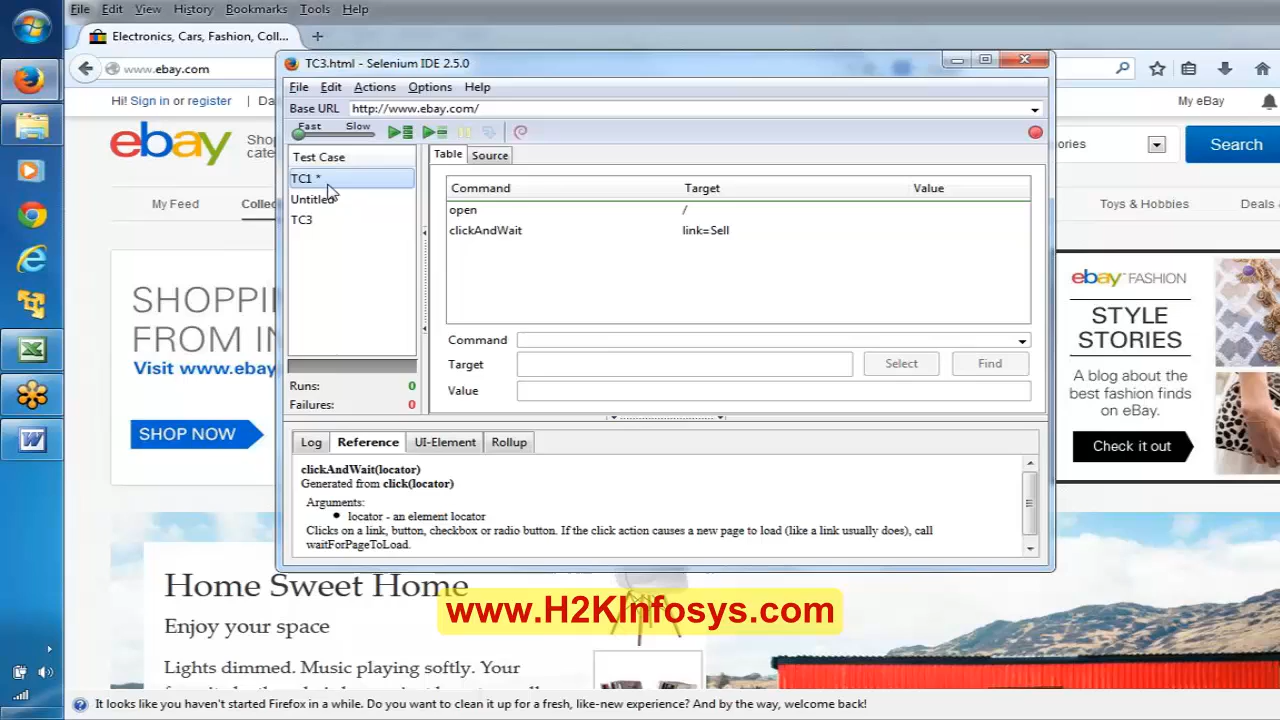 File Edit View History Bookmarks Tools Help
Electronics, Cars, Fashion, Coll...
www.ebay.com
TC3.html - Selenium IDE 2.5.0
File Edit Actions Options Help
Base URL http://www.ebay.com/
Fast Slow
Test Case
TC1 *
Untitled
TC3
Runs: 0
Failures: 0
Table Source
Command Target Value
open /
clickAndWait link=Sell
Command
Target Select Find
Value
Log Reference UI-Element Rollup
clickAndWait(locator)
Generated from click(locator)
Arguments:
locator - an element locator
Clicks on a link, button, checkbox or radio button. If the click action causes a new page to load (like a link usually does), call
waitForPageToLoad.
Hi! Sign in or register
My eBay
ebay
Search
My Feed
Toys & Hobbies
Visit www.ebay
SHOP NOW
ebay FASHION
STYLE
STORIES
A blog about the
best fashion finds
on eBay.
Check it out
Home Sweet Home
Enjoy your space
Lights dimmed. Music playing softly. Your
www.H2KInfosys.com
It looks like you haven't started Firefox in a while. Do you want to clean it up for a fresh, like-new experience? And by the way, welcome back!